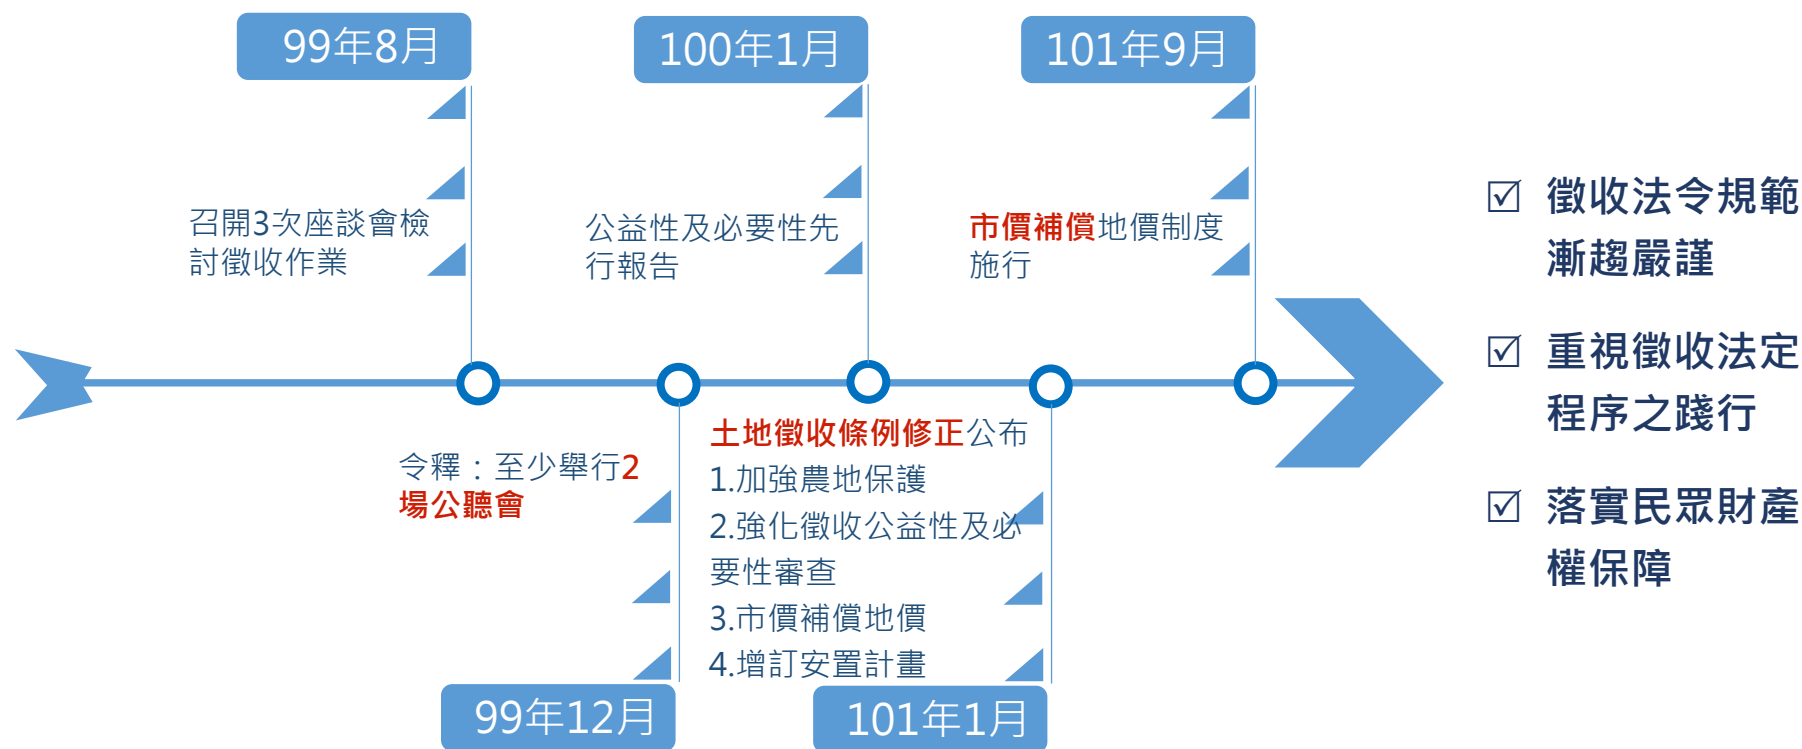 99年8月
100年1月
101年9月
召開3次座談會檢
討徵收作業
公益性及必要性先
行報告
市價補償地價制度
施行
令釋：至少舉行2
場公聽會
土地徵收條例修正公布
1.加強農地保護
2.強化徵收公益性及必
要性審查
3.市價補償地價
4.增訂安置計畫
99年12月
101年1月
☑ 徵收法令規範
漸趨嚴謹
☑ 重視徵收法定
程序之踐行
☑ 落實民眾財產
權保障